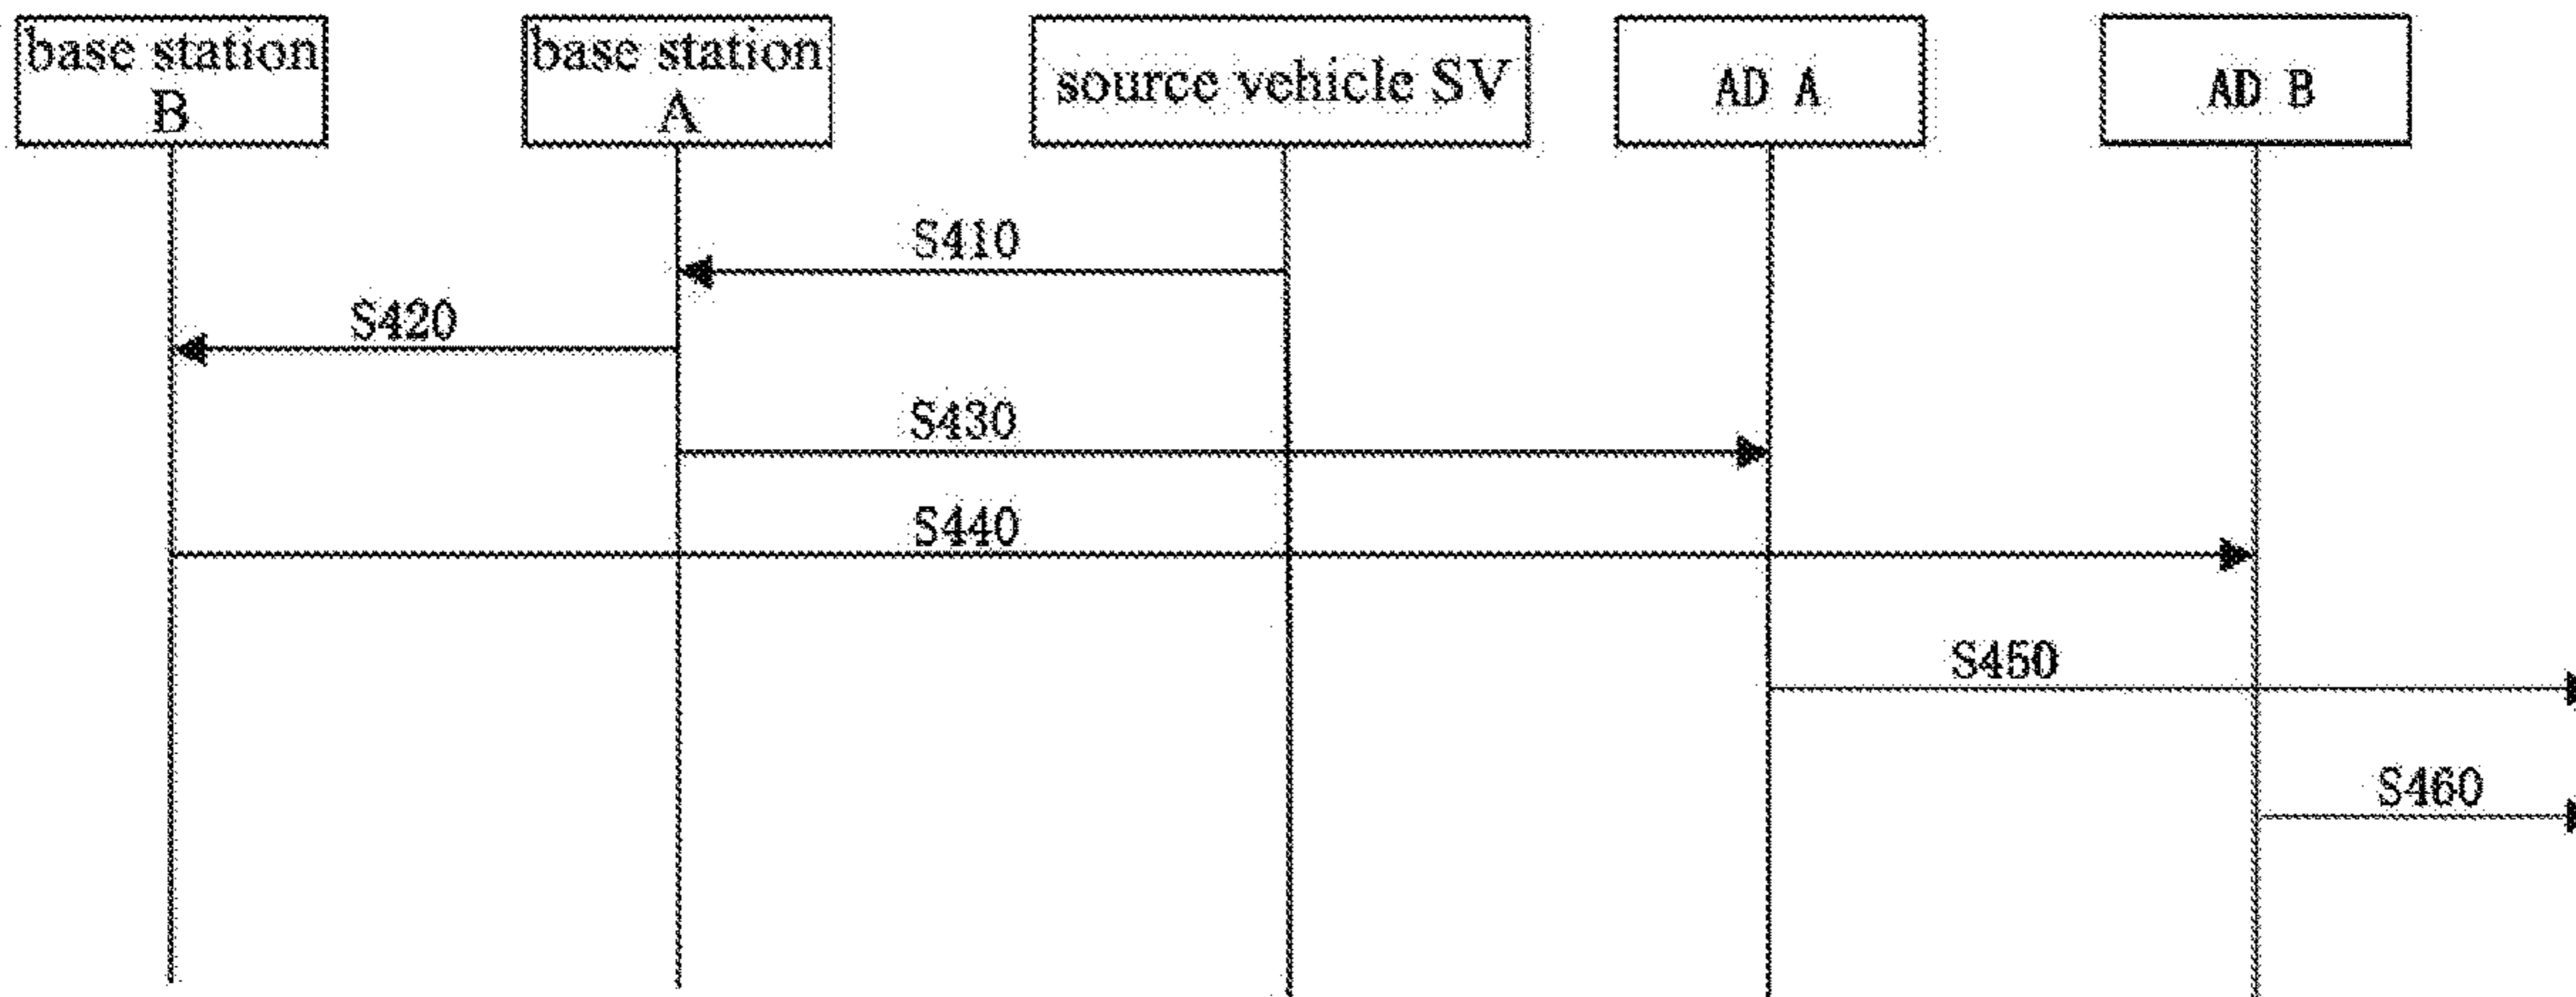 base station
B
base station
A
source vehicle SV
AD A
AD B
S410
S420
S430
S440
S450
S460